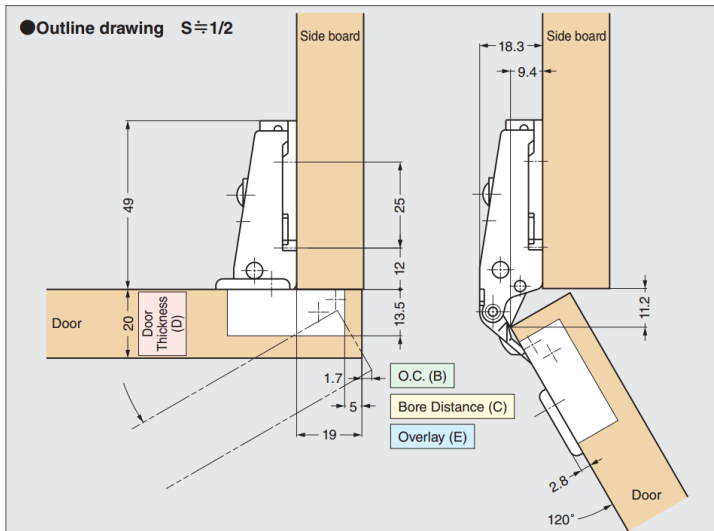 ●Outline drawing S≒1/2
Side board
Side board
18.3
9.4
49
25
12
Door
20
Door
Thickness
(D)
13.5
11.2
1.7
O.C. (B)
5
Bore Distance (C)
19
Overlay (E)
2.8
Door
120°